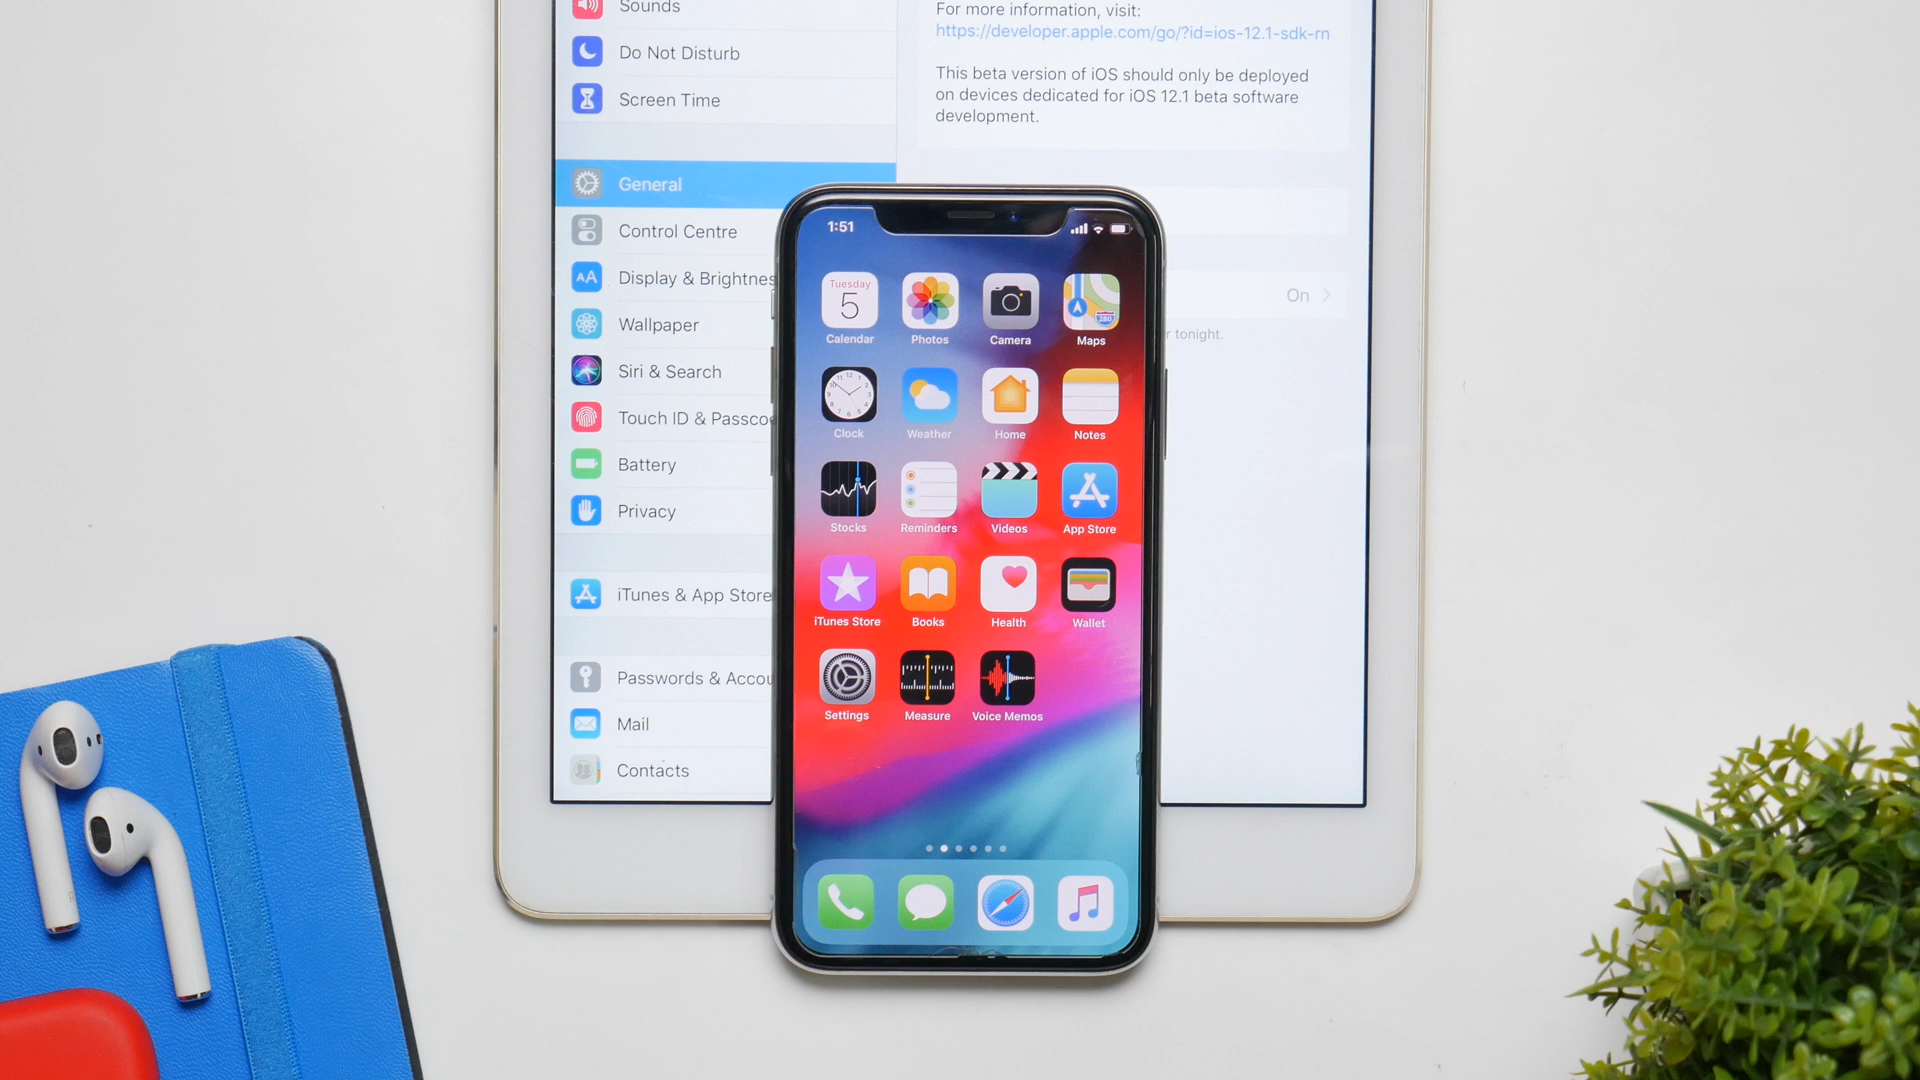 Sounds
Do Not Disturb
Screen Time
General
Control Centre
Display & Brightnes
Wallpaper
Siri & Search
Touch ID & Passco
Battery
Privacy
iTunes & App Store
Passwords & Accou
Mail
Contacts
For more information, visit:
https://developer.apple.com/go/?id=ios-12.1-sdk-rn
This beta version of iOS should only be deployed
on devices dedicated for iOS 12.1 beta software
development.
On
r tonight.
1:51
Tuesday
5
Calendar
Photos
Camera
280
Maps
Clock
Weather
Home
Notes
Stocks
Reminders
Videos
App Store
iTunes Store
Books
Health
Wallet
Settings
Measure
Voice Memos